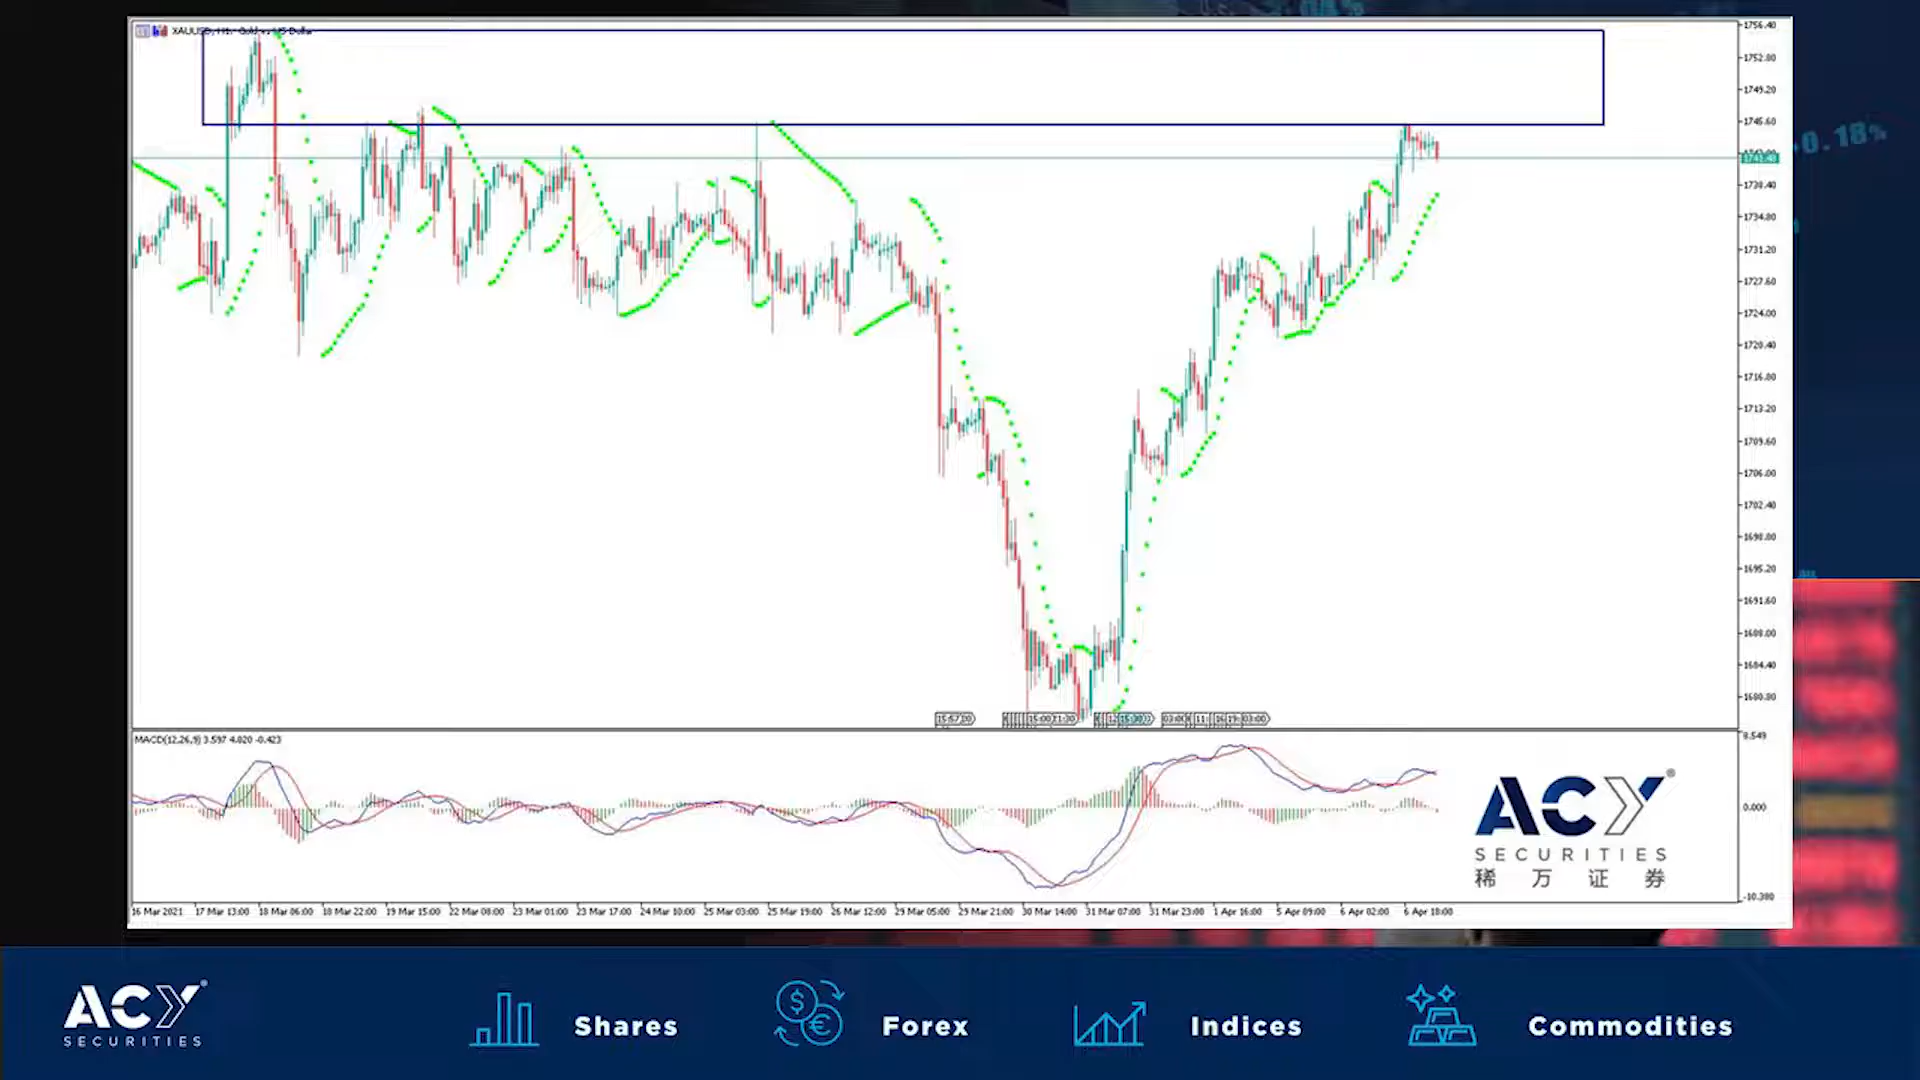 XAUUSD, H1: Gold vs US Dollar
1756.40
1752.80
1749.20
1745.60
1741.48
1738.40
1734.80
1731.20
1727.60
1724.00
1720.40
1716.80
1713.20
1709.60
1706.00
1702.40
1698.80
1695.20
1691.60
1688.00
1684.40
1680.80
+0.18%
MACD(12,26,9) 3.597 4.020 -0.423
0.000
-10.380
ACY
SECURITIES
稀万证券
16 Mar 2021 17 Mar 13:00 18 Mar 06:00 18 Mar 22:00 19 Mar 15:00 22 Mar 08:00 23 Mar 01:00 23 Mar 17:00 24 Mar 10:00 25 Mar 03:00 25 Mar 19:00 26 Mar 12:00 29 Mar 05:00 29 Mar 21:00 30 Mar 14:00 31 Mar 07:00 31 Mar 23:00 1 Apr 16:00 5 Apr 09:00 6 Apr 02:00 6 Apr 18:00
ACY
SECURITIES
Shares
Forex
Indices
Commodities